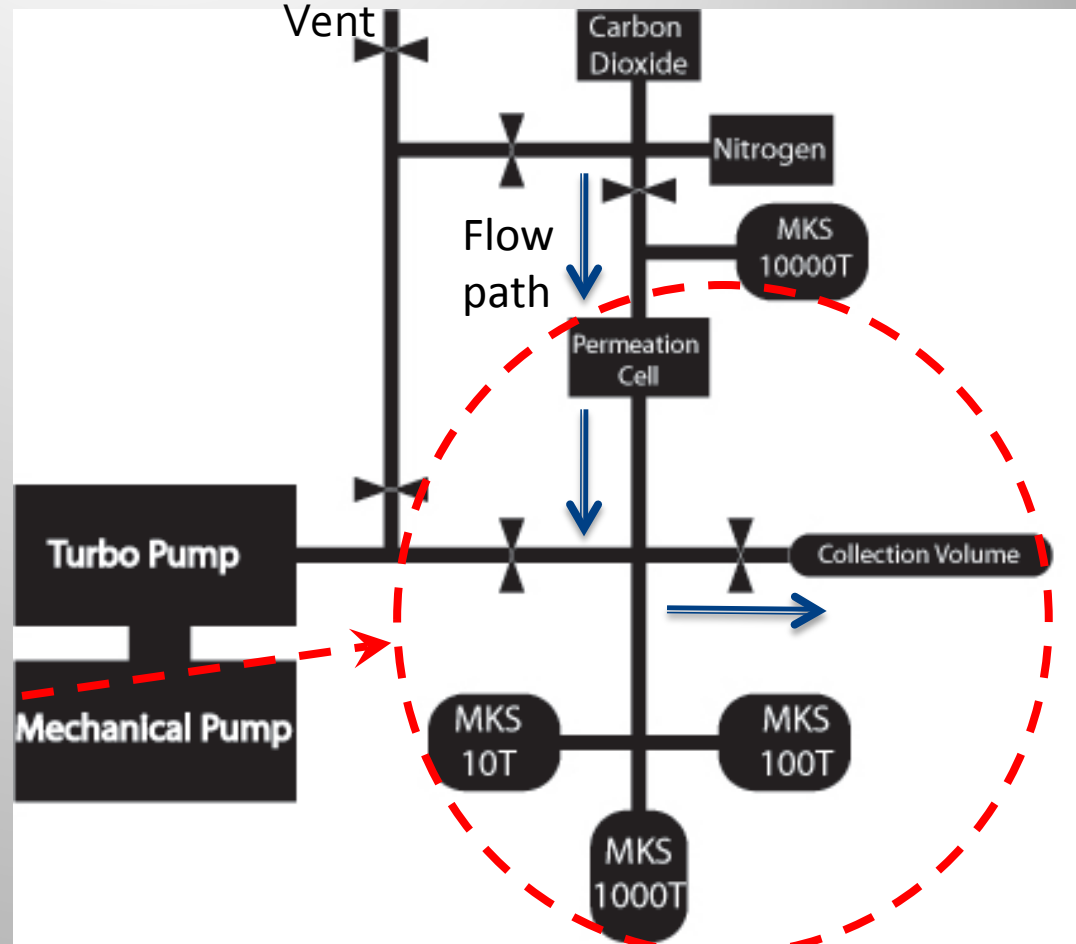 Vent
Carbon
Dioxide
Nitrogen
Flow
path
MKS
10000T
Permeation
Cell
Turbo Pump
Collection Volume
Mechanical Pump
MKS
10T
MKS
100T
MKS
1000T